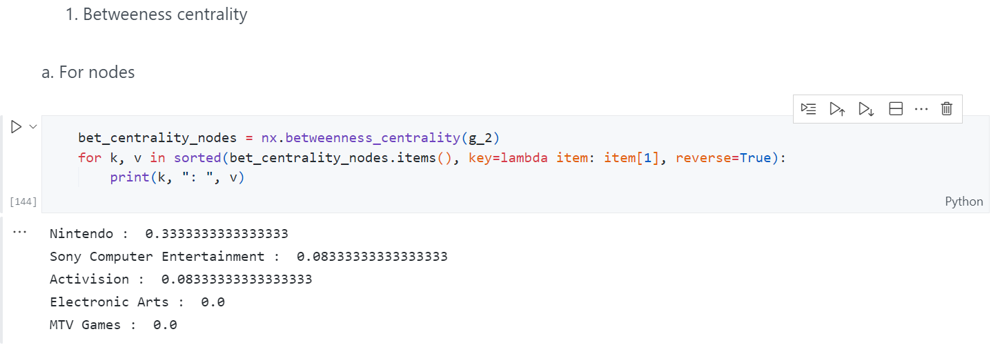 1. Betweeness centrality
a. For nodes
bet_centrality_nodes = nx.betweenness_centrality(g_2)
for k, v in sorted(bet_centrality_nodes.items(), key=lambda item: item[1], reverse=True):
    print(k, ": ", v)
[144]
Python
Nintendo :  0.3333333333333333
Sony Computer Entertainment :  0.08333333333333333
Activision :  0.08333333333333333
Electronic Arts :  0.0
MTV Games :  0.0